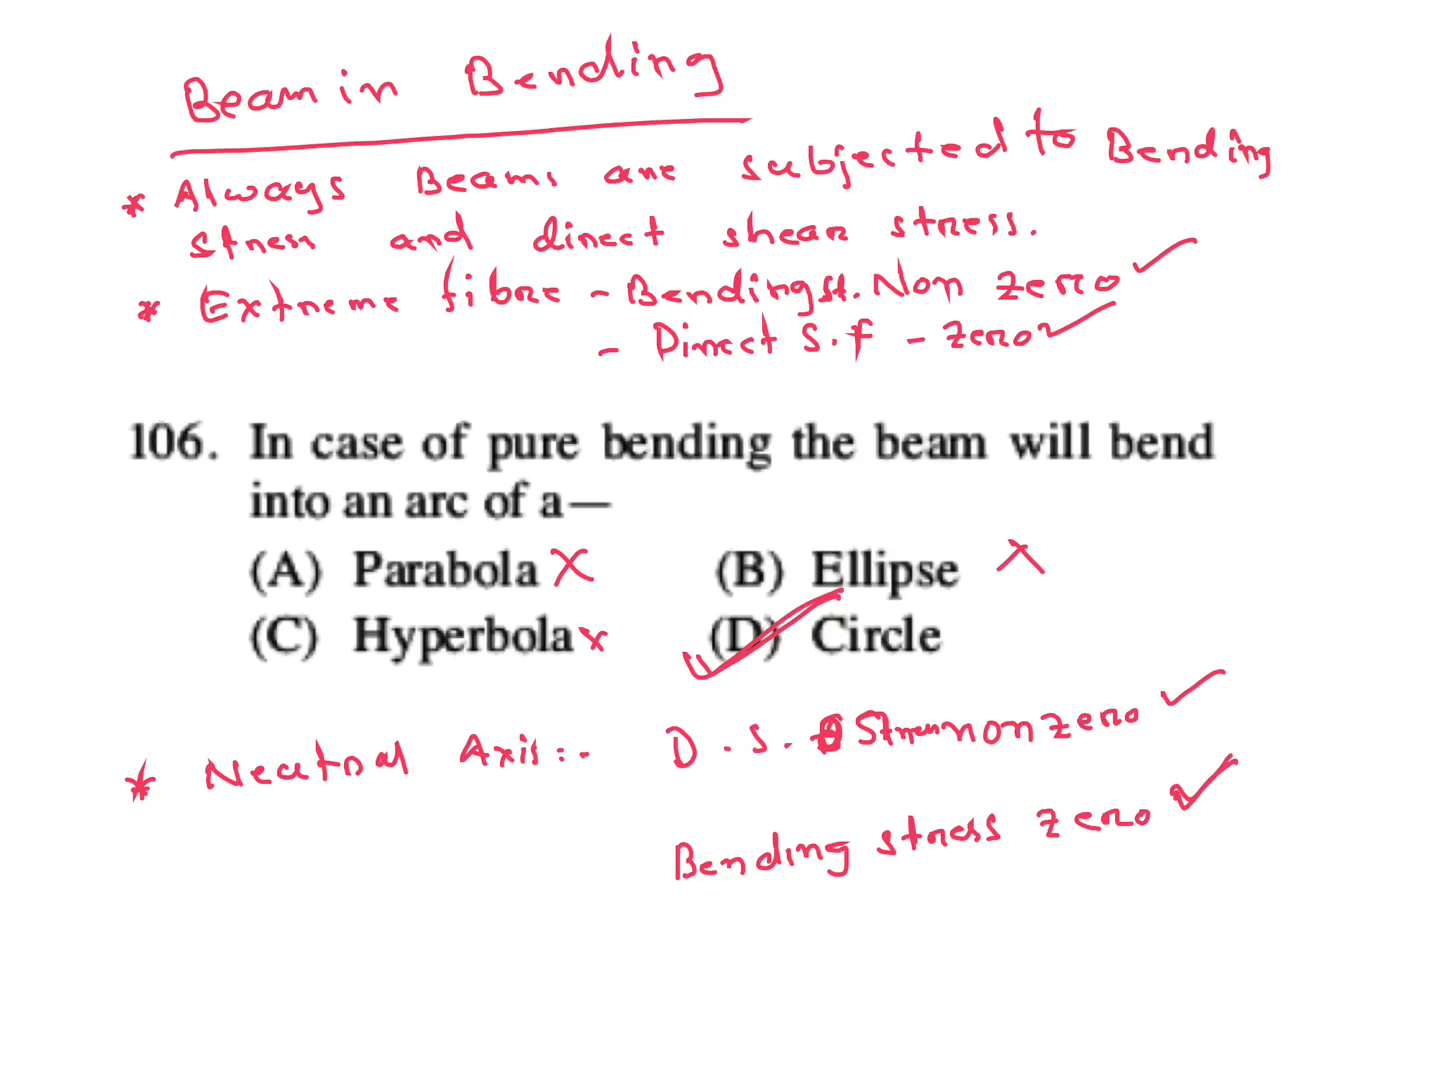 Beam in Bending
* Always Beams are subjected to Bending
stress and direct shear stress.
* Extreme fibre - Bending st. Non zero ✓
- Direct S.f - zero ✓
106. In case of pure bending the beam will bend
into an arc of a—
(A) Parabola X (B) Ellipse X
(C) Hyperbola x (D) Circle
* Neutral Axis:- D.S. Stress non zero ✓
Bending stress zero ✓